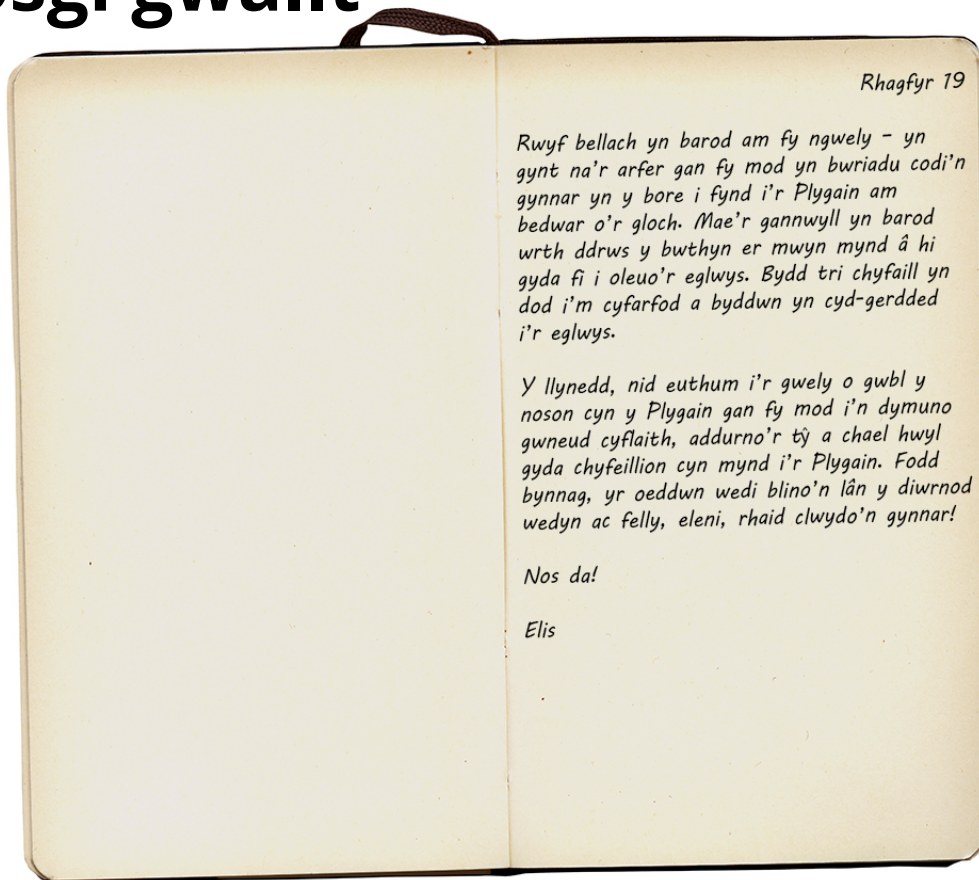 gwallt
Rhagfyr 19
Rwyf bellach yn barod am fy ngwely – yn
gynt na'r arfer gan fy mod yn bwriadu codi'n
gynnar yn y bore i fynd i'r Plygain am
bedwar o'r gloch. Mae'r gannwyll yn barod
wrth ddrws y bwthyn er mwyn mynd â hi
gyda fi i oleuo'r eglwys. Bydd tri chyfaill yn
dod i'm cyfarfod a byddwn yn cyd-gerdded
i'r eglwys.
Y llynedd, nid euthum i'r gwely o gwbl y
noson cyn y Plygain gan fy mod i'n dymuno
gwneud cyflaith, addurno'r tŷ a chael hwyl
gyda chyfeillion cyn mynd i'r Plygain. Fodd
bynnag, yr oeddwn wedi blino'n lân y diwrnod
wedyn ac felly, eleni, rhaid clwydo'n gynnar!
Nos da!
Elis